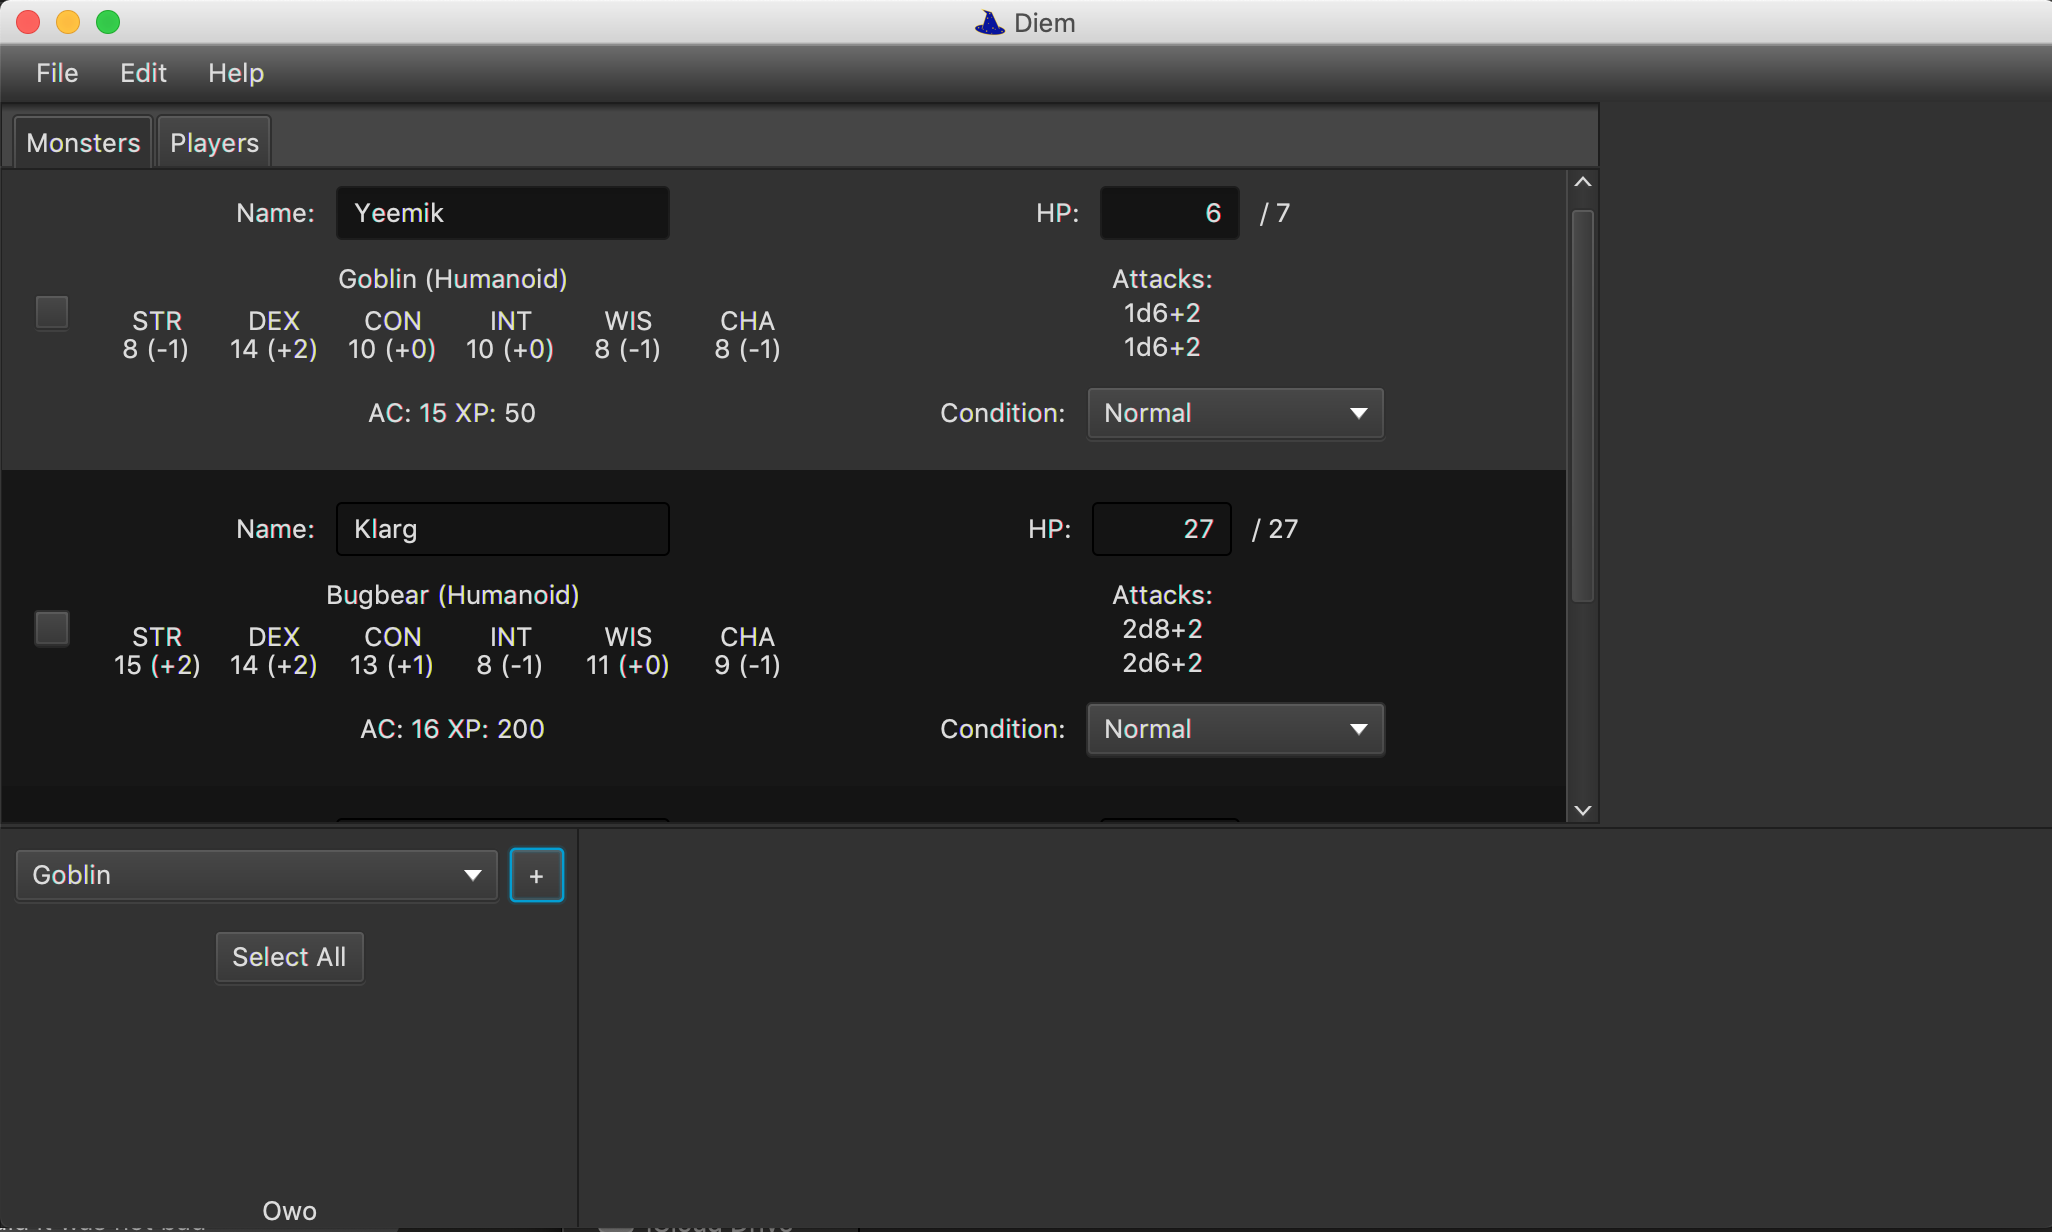 Diem
File Edit Help
Monsters Players
Name: Yeemik HP: 6 / 7
Goblin (Humanoid) Attacks:
1d6+2
STR DEX CON INT WIS CHA
8 (-1) 14 (+2) 10 (+0) 10 (+0) 8 (-1) 8 (-1) 1d6+2
AC: 15 XP: 50 Condition: Normal
Name: Klarg HP: 27 / 27
Bugbear (Humanoid) Attacks:
2d8+2
STR DEX CON INT WIS CHA
15 (+2) 14 (+2) 13 (+1) 8 (-1) 11 (+0) 9 (-1) 2d6+2
AC: 16 XP: 200 Condition: Normal
Goblin +
Select All
Owo